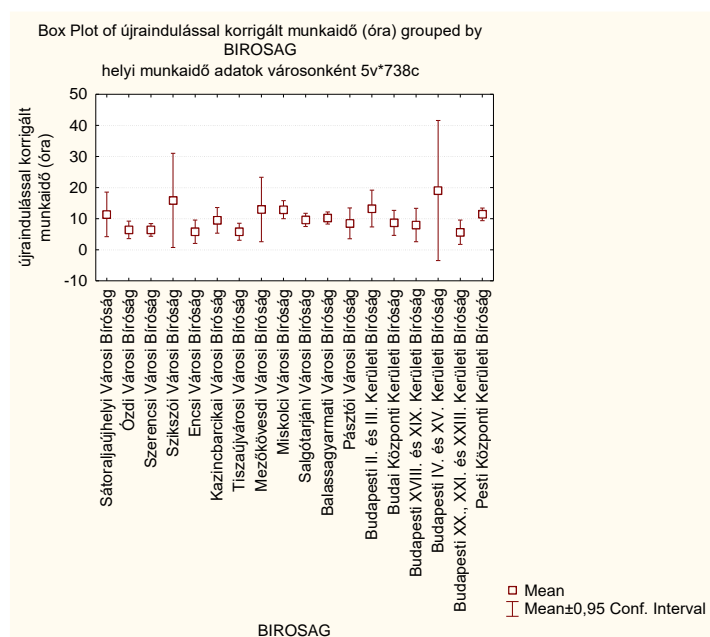 Box Plot of újraindulással korrigált munkaidő (óra) grouped by
BIROSAG
helyi munkaidő adatok városonként 5v*738c
újraindulással korrigált
munkaidő (óra)
50
40
30
20
10
0
-10
Sátoraljaújhelyi Városi Bíróság
Ózdi Városi Bíróság
Szerencsi Városi Bíróság
Szikszói Városi Bíróság
Encsi Városi Bíróság
Kazincbarcikai Városi Bíróság
Tiszaújvárosi Városi Bíróság
Mezőkövesdi Városi Bíróság
Miskolci Városi Bíróság
Salgótarjáni Városi Bíróság
Balassagyarmati Városi Bíróság
Pásztói Városi Bíróság
Budapesti II. és III. Kerületi Bíróság
Budai Központi Kerületi Bíróság
Budapesti XVIII. és XIX. Kerületi Bíróság
Budapesti IV. és XV. Kerületi Bíróság
Budapesti XX., XXI. és XXIII. Kerületi Bíróság
Pesti Központi Kerületi Bíróság
BIROSAG
Mean
Mean±0,95 Conf. Interval